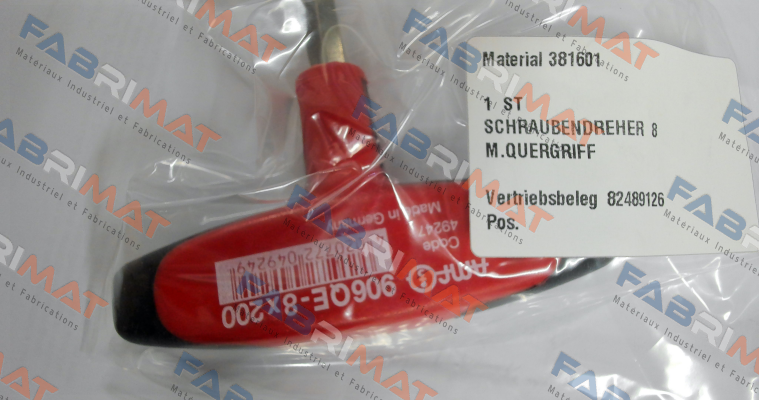 Material 381601
1 ST
SCHRAUBENDREHER 8
M.QUERGRIFF
Vertriebsbeleg 82489126
Pos.
906QE-8x200
Code
Made in Germany
FABRIMAT
Matériaux Industriel et Fabrications